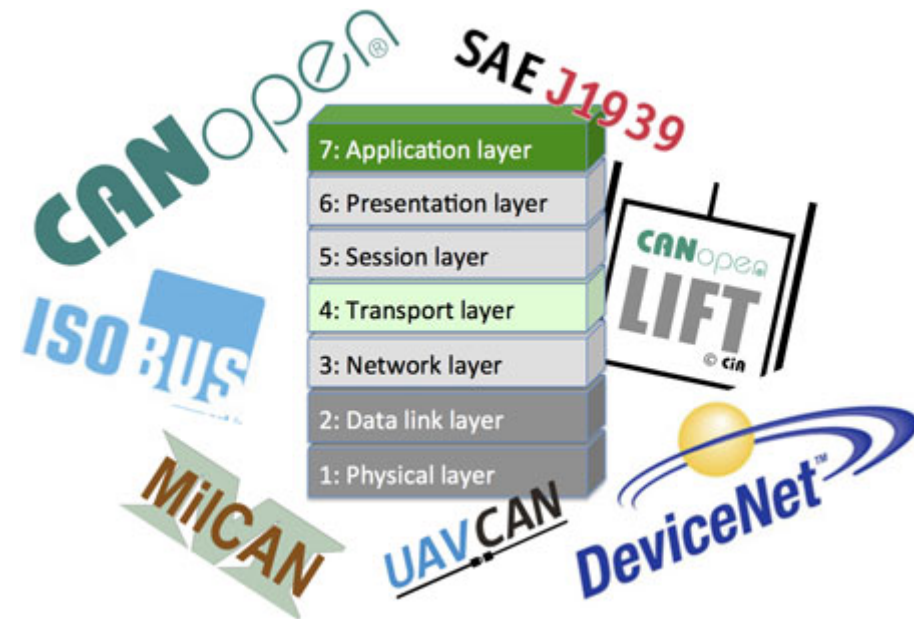 CANopen®
SAE J1939
7: Application layer
6: Presentation layer
5: Session layer
4: Transport layer
3: Network layer
2: Data link layer
1: Physical layer
CANopen
LIFT
© CiA
ISOBUS
MilCAN
UAVCAN
DeviceNet™